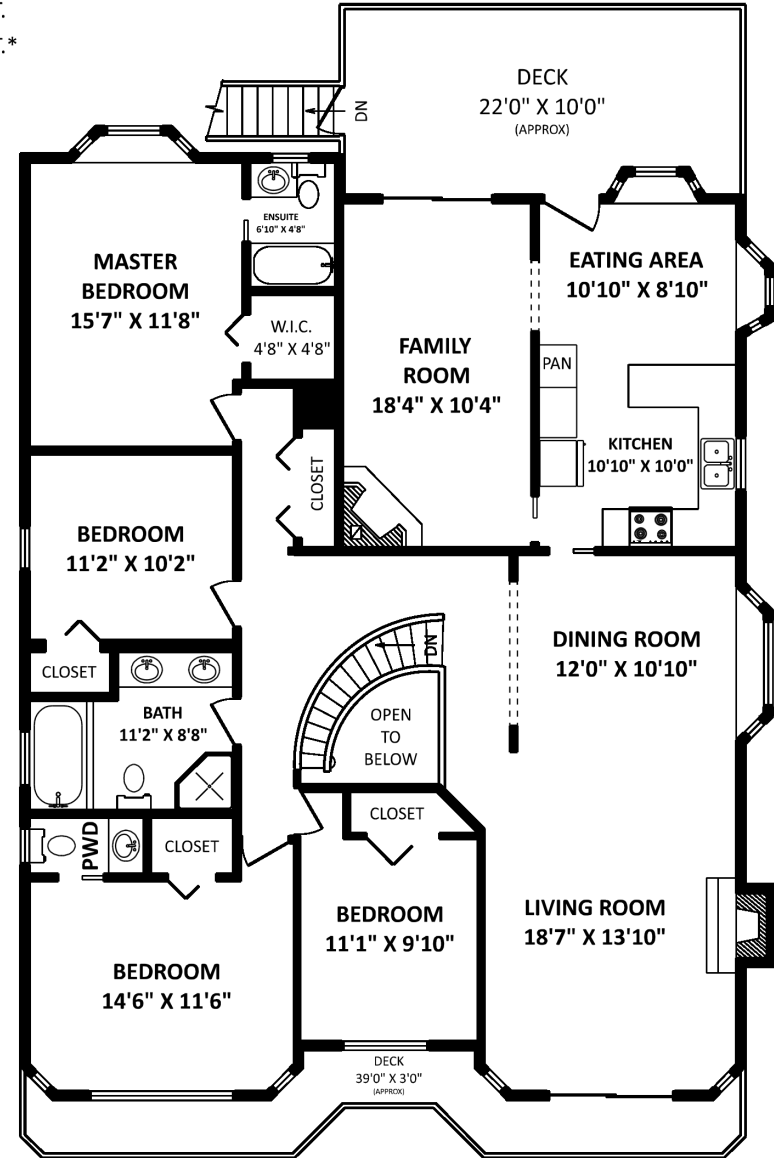 DECK
22'0" X 10'0"
(APPROX)
DN
ENSUITE
6'10" X 4'8"
MASTER
BEDROOM
15'7" X 11'8"
EATING AREA
10'10" X 8'10"
W.I.C.
4'8" X 4'8"
FAMILY
ROOM
18'4" X 10'4"
PAN
KITCHEN
10'10" X 10'0"
CLOSET
BEDROOM
11'2" X 10'2"
CLOSET
DN
DINING ROOM
12'0" X 10'10"
BATH
11'2" X 8'8"
OPEN
TO
BELOW
CLOSET
PWD
CLOSET
BEDROOM
11'1" X 9'10"
LIVING ROOM
18'7" X 13'10"
BEDROOM
14'6" X 11'6"
DECK
39'0" X 3'0"
(APPROX)